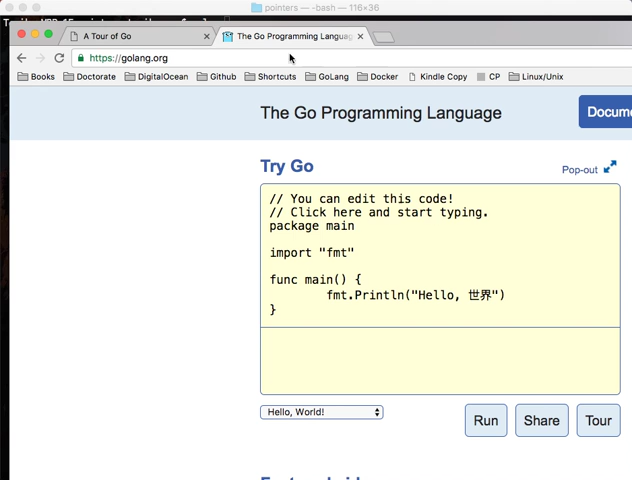 pointers — -bash — 116×36
A Tour of Go
The Go Programming Langua
https://golang.org
Books
Doctorate
DigitalOcean
Github
Shortcuts
GoLang
Docker
Kindle Copy
CP
Linux/Unix
The Go Programming Language
Docume
Try Go
Pop-out
// You can edit this code!
// Click here and start typing.
package main
import "fmt"
func main() {
fmt.Println("Hello, 世界")
}
Hello, World!
Run
Share
Tour